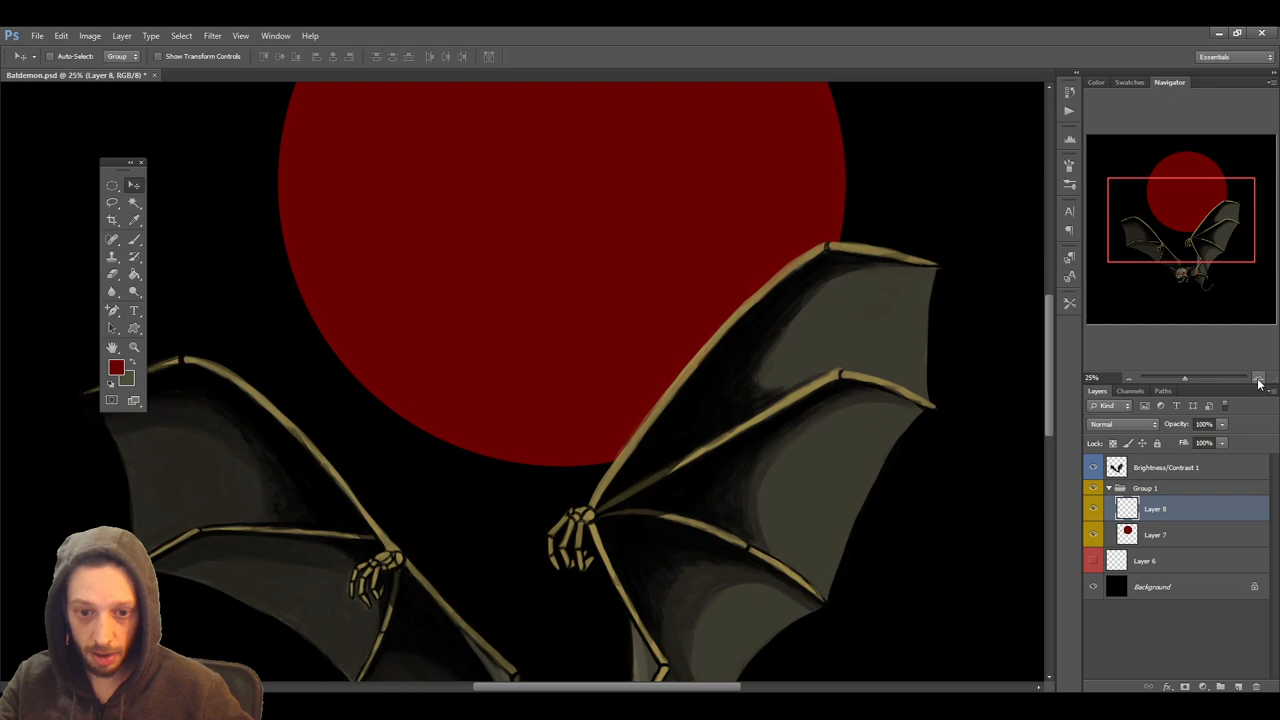 Ps File Edit Image Layer Type Select Filter View Window Help
Auto-Select: Group Show Transform Controls Essentials
Batdemon.psd @ 25% (Layer 8, RGB/8) * ×
Color Swatches Navigator
25%
Layers Channels Paths
Kind
Normal Opacity: 100%
Lock: Fill: 100%
Brightness/Contrast 1
Group 1
Layer 8
Layer 7
Layer 6
Background